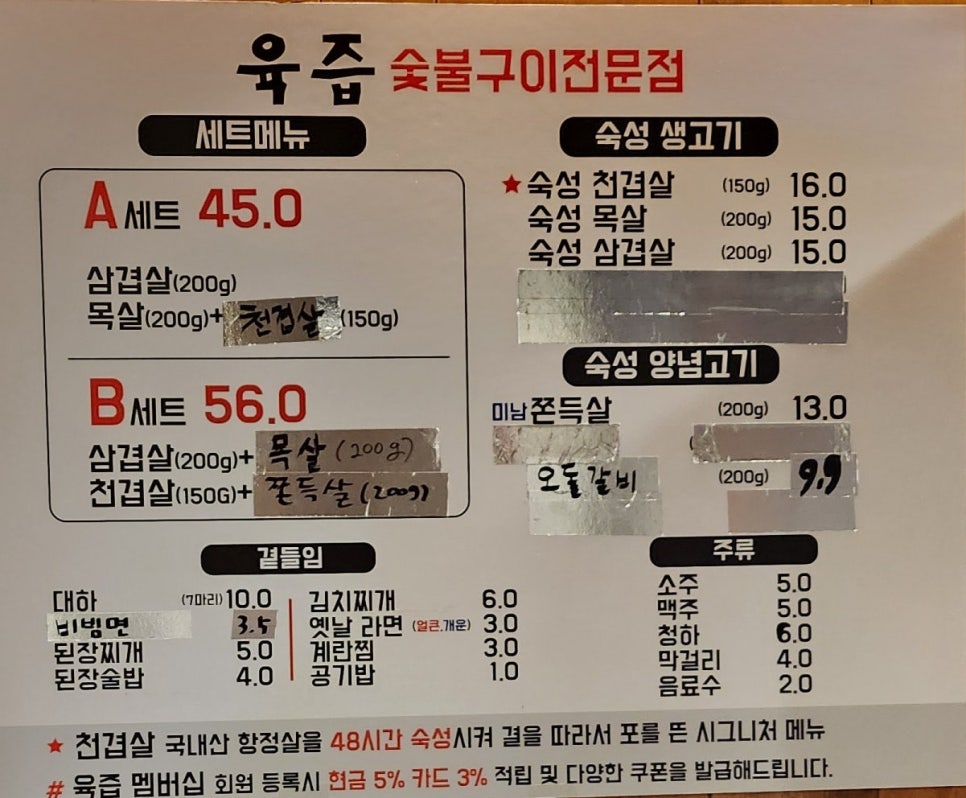 육즙 숯불구이전문점
세트메뉴
A세트 45.0
삼겹살(200g)
목살(200g)+ 천겹살 (150g)
B세트 56.0
삼겹살(200g)+ 목살 (200g)
천겹살(150G)+ 쫀득살 (200g)
숙성 생고기
★숙성 천겹살 (150g) 16.0
숙성 목살 (200g) 15.0
숙성 삼겹살 (200g) 15.0
숙성 양념고기
미남쫀득살 (200g) 13.0
오돌갈비 (200g) 9.9
곁들임
대하 (7마리) 10.0
비빔면 3.5
된장찌개 5.0
된장술밥 4.0
김치찌개 6.0
옛날 라면 (얼큰.개운) 3.0
계란찜 3.0
공기밥 1.0
주류
소주 5.0
맥주 5.0
청하 6.0
막걸리 4.0
음료수 2.0
★ 천겹살 국내산 항정살을 48시간 숙성시켜 결을 따라서 포를 뜬 시그니처 메뉴
# 육즙 멤버십 회원 등록시 현금 5% 카드 3% 적립 및 다양한 쿠폰을 발급해드립니다.